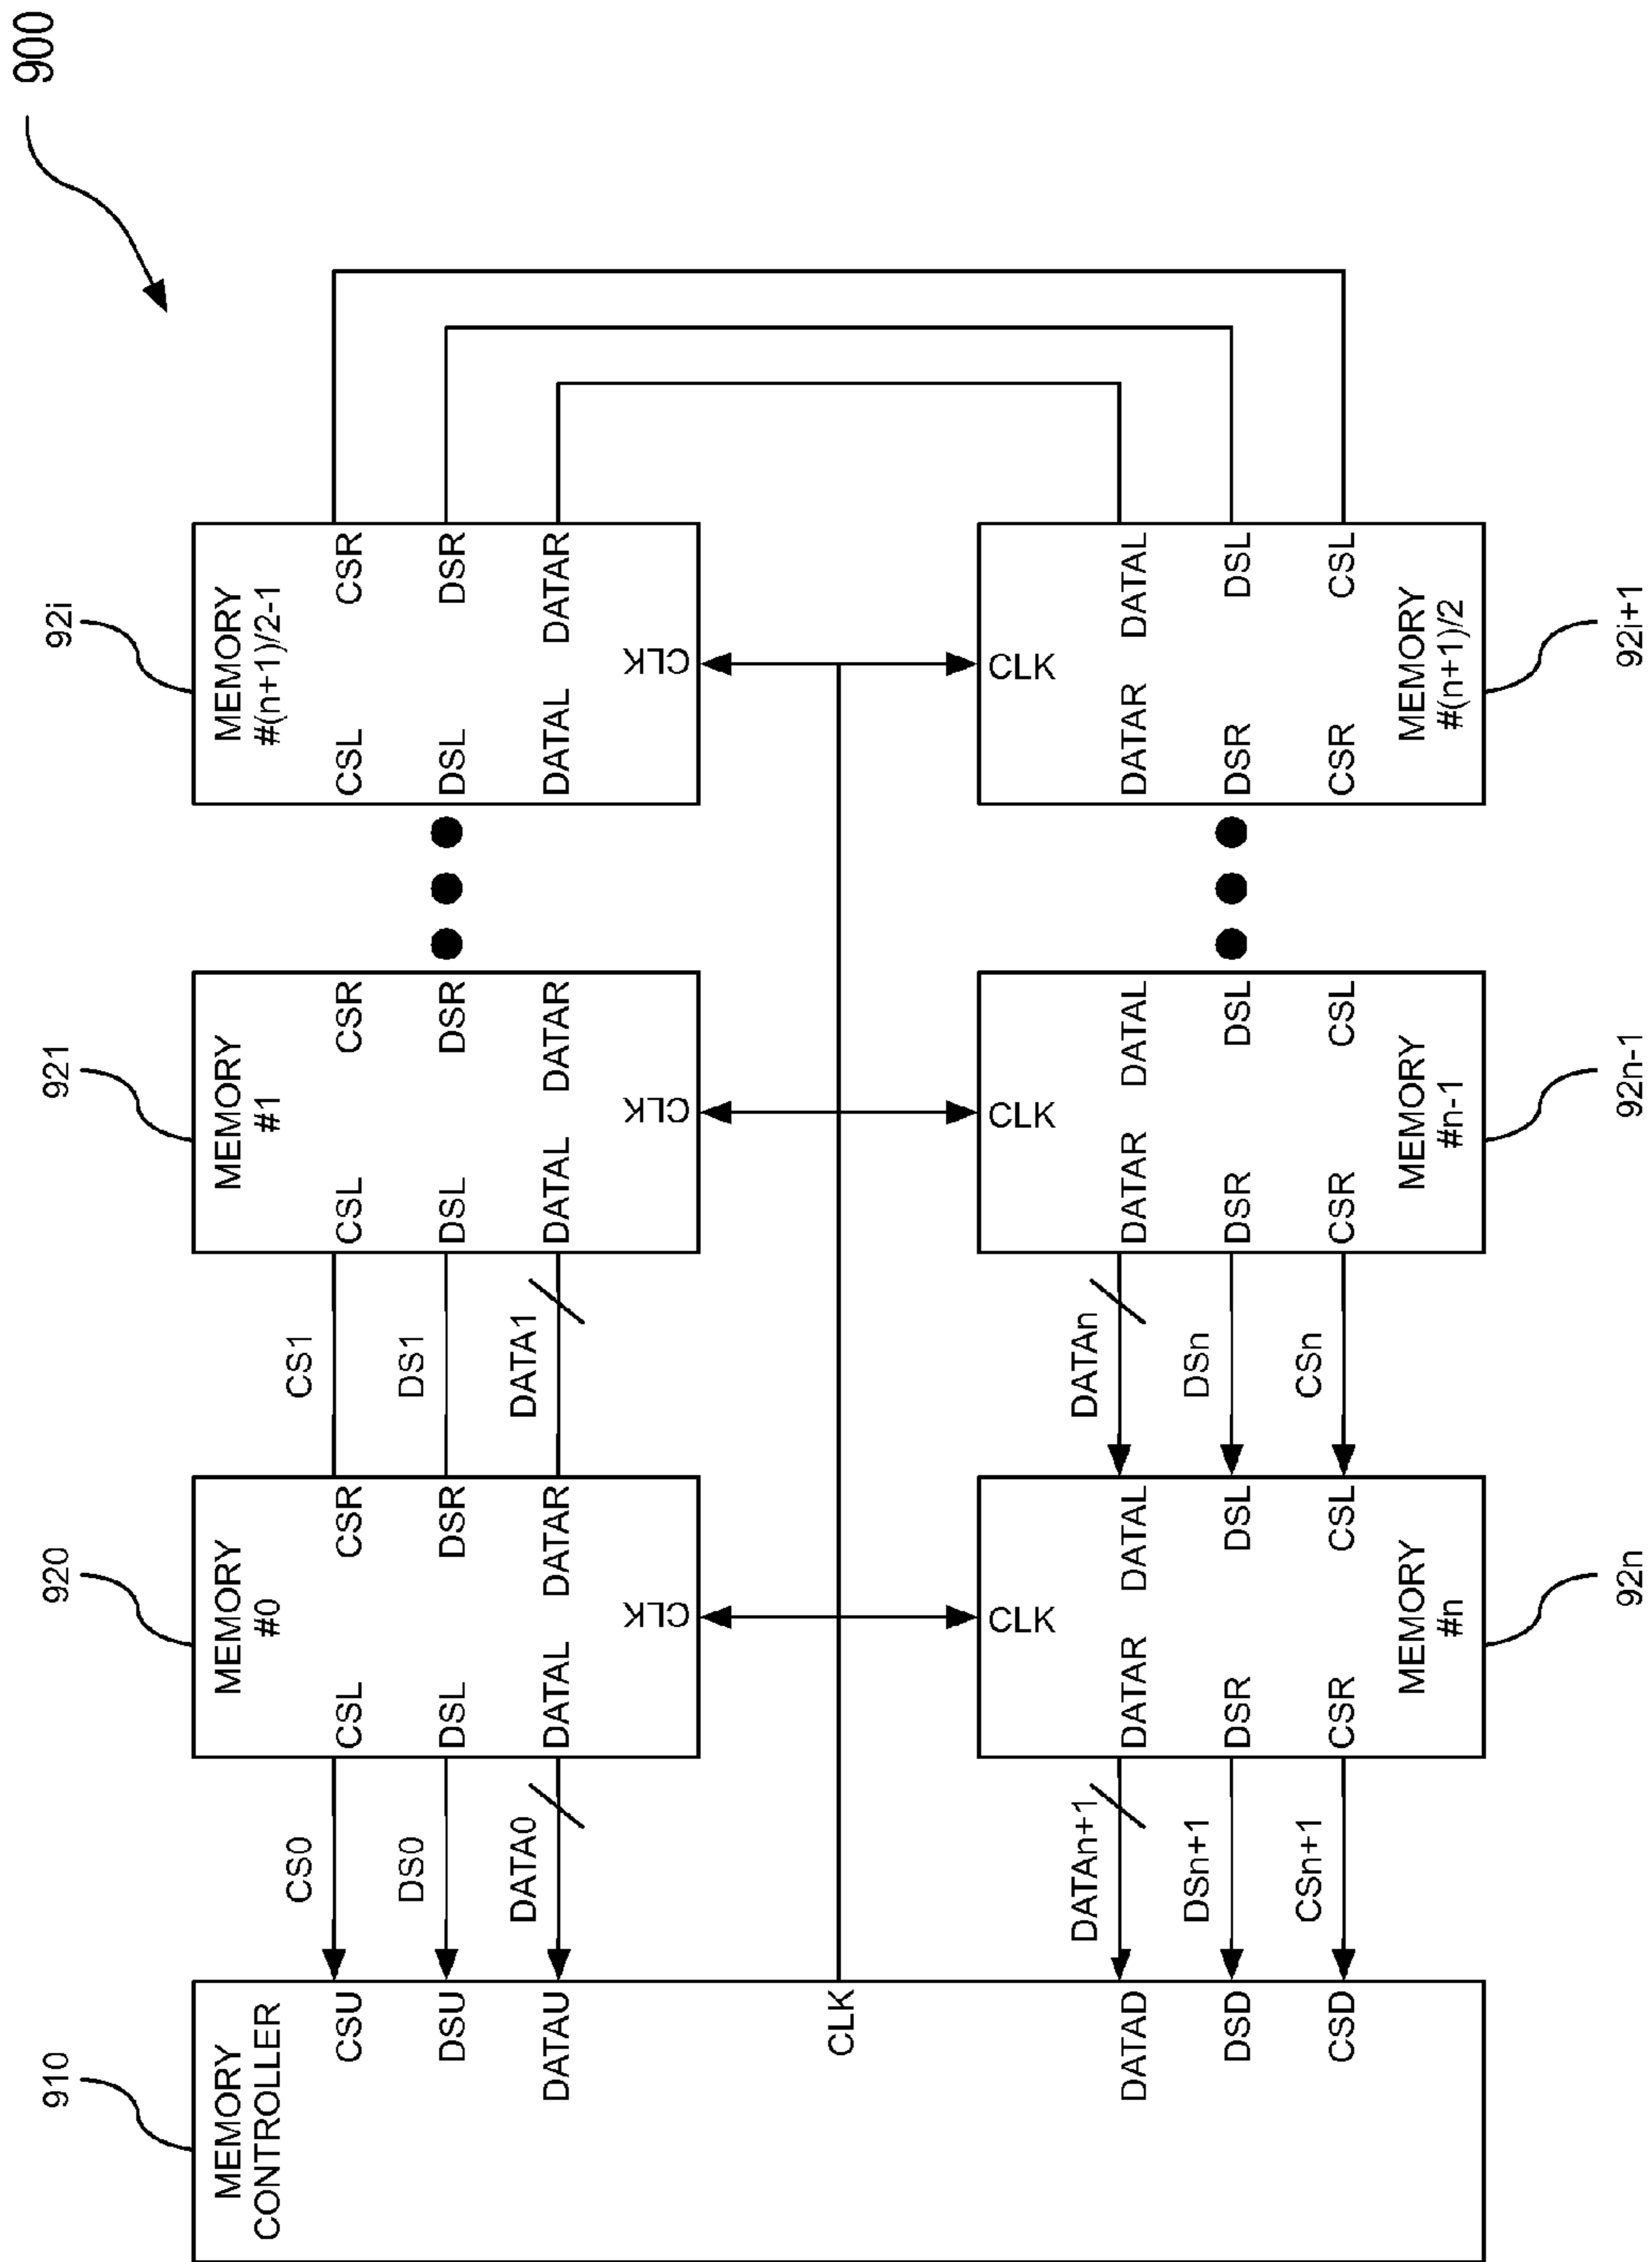 900
910
920
921
92i
MEMORY
CONTROLLER
CSU
DSU
DATAU
CLK
DATAD
DSD
CSD
CS0
DS0
DATA0
MEMORY
#0
CSL
CSR
DSL
DSR
DATAL
DATAR
CLK
CS1
DS1
DATA1
MEMORY
#1
CSL
CSR
DSL
DSR
DATAL
DATAR
CLK
MEMORY
#(n+1)/2-1
CSL
CSR
DSL
DSR
DATAL
DATAR
CLK
DATAn+1
DSn+1
CSn+1
CLK
DATAR
DATAL
DSR
DSL
CSR
CSL
MEMORY
#n
DATAn
DSn
CSn
CLK
DATAR
DATAL
DSR
DSL
CSR
CSL
MEMORY
#n-1
CLK
DATAR
DATAL
DSR
DSL
CSR
CSL
MEMORY
#(n+1)/2
92n
92n-1
92i+1